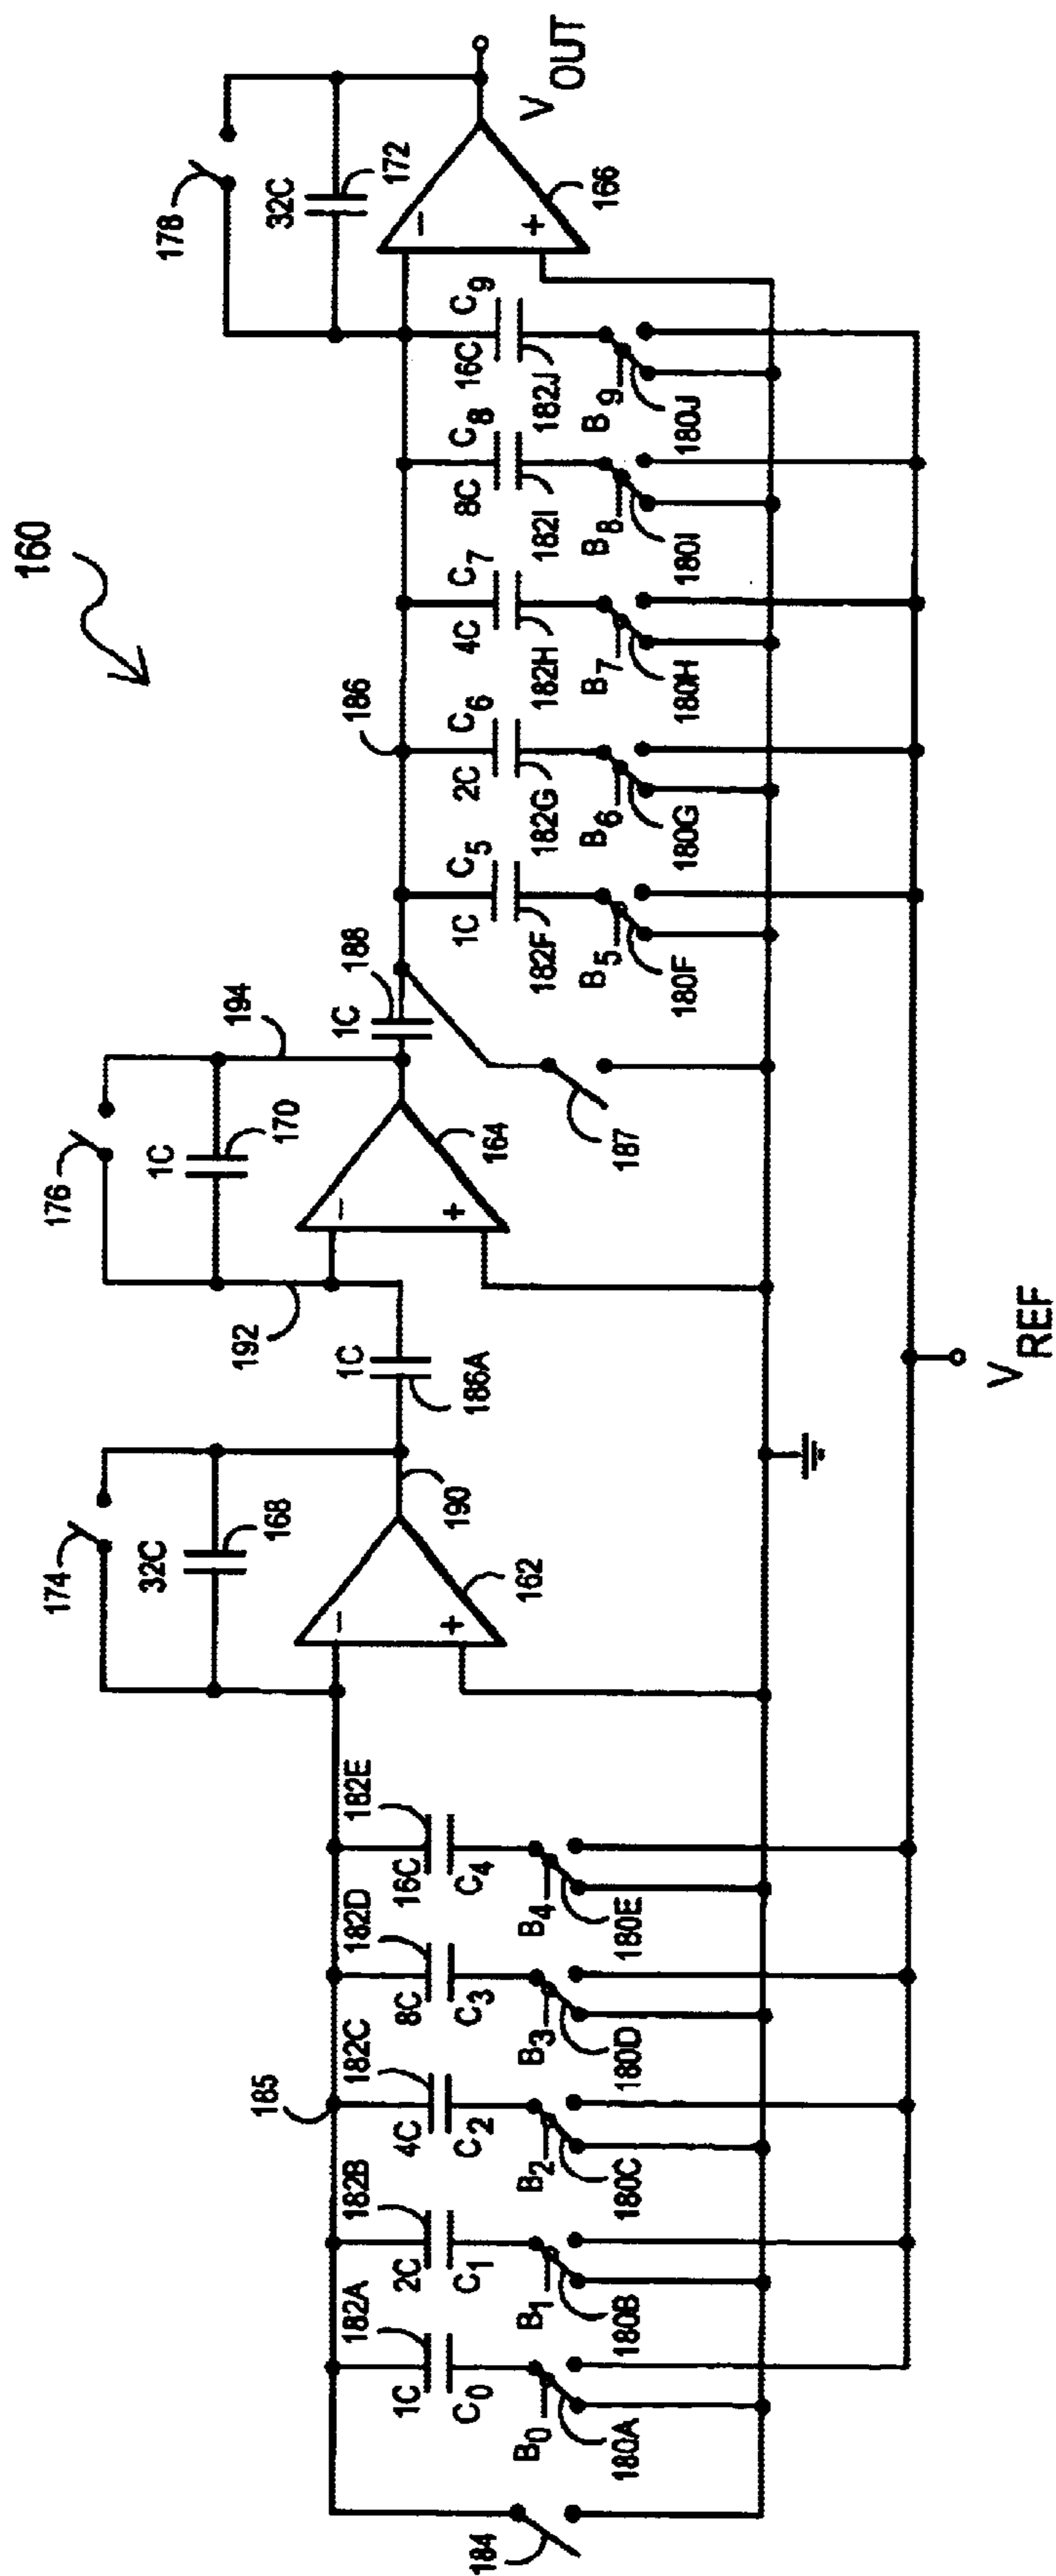 160
174
32C
168
190
162
176
1C
170
194
192
1C
186A
164
1C
188
187
178
32C
172
166
V OUT
186
185
182A
182B
182C
182D
182E
1C
2C
4C
8C
16C
C0
C1
C2
C3
C4
B0
B1
B2
B3
B4
180A
180B
180C
180D
180E
184
1C
2C
4C
8C
16C
C5
C6
C7
C8
C9
182F
182G
182H
182I
182J
B5
B6
B7
B8
B9
180F
180G
180H
180I
180J
−
+
−
+
−
+
V REF